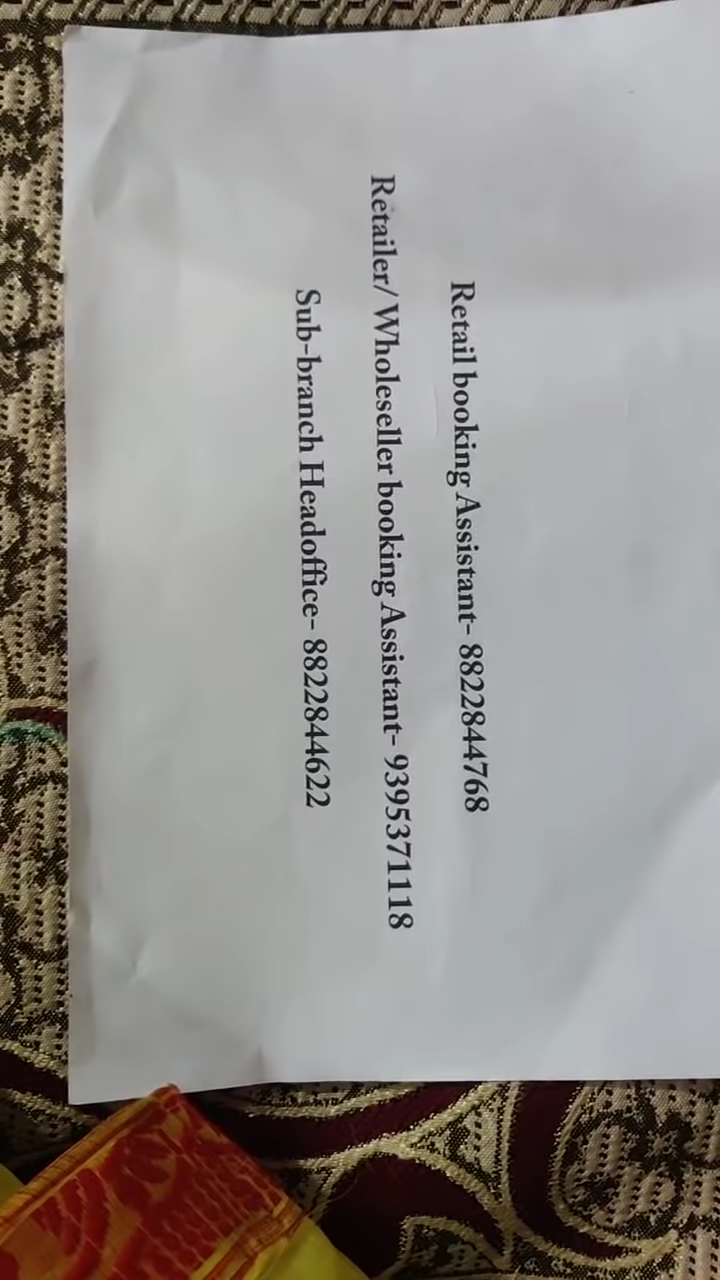 Retail booking Assistant- 8822844768
Retailer/ Wholeseller booking Assistant- 9395371118
Sub-branch Headoffice- 8822844622